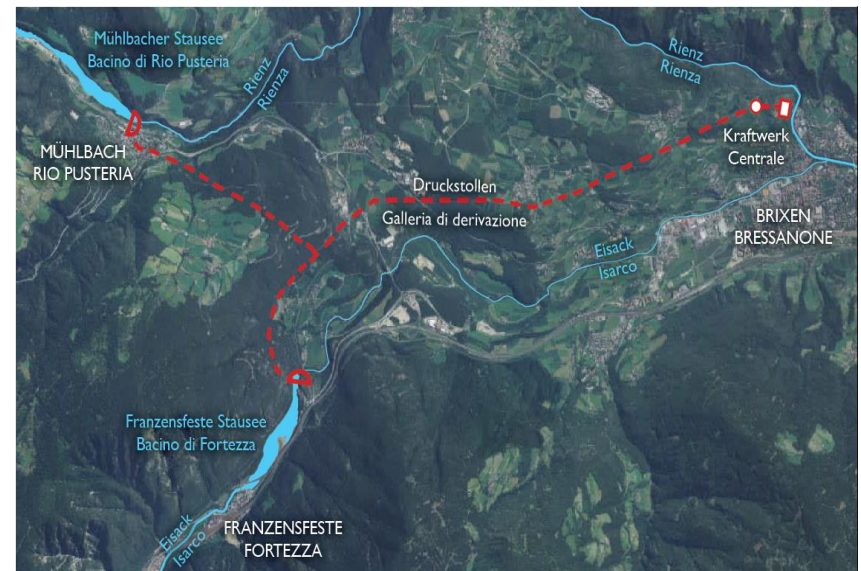 Mühlbacher Stausee
Bacino di Rio Pusteria
Rienz
Rienza
Rienz
Rienza
MÜHLBACH
RIO PUSTERIA
Kraftwerk
Centrale
Druckstollen
Galleria di derivazione
BRIXEN
BRESSANONE
Eisack
Isarco
Franzensfeste Stausee
Bacino di Fortezza
FRANZENSFESTE
FORTEZZA
Eisack
Isarco